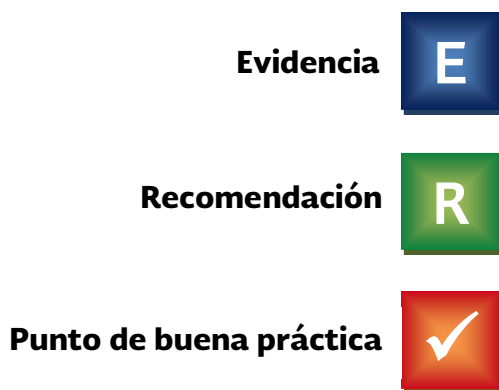 Evidencia E
Recomendación R
Punto de buena práctica ✓